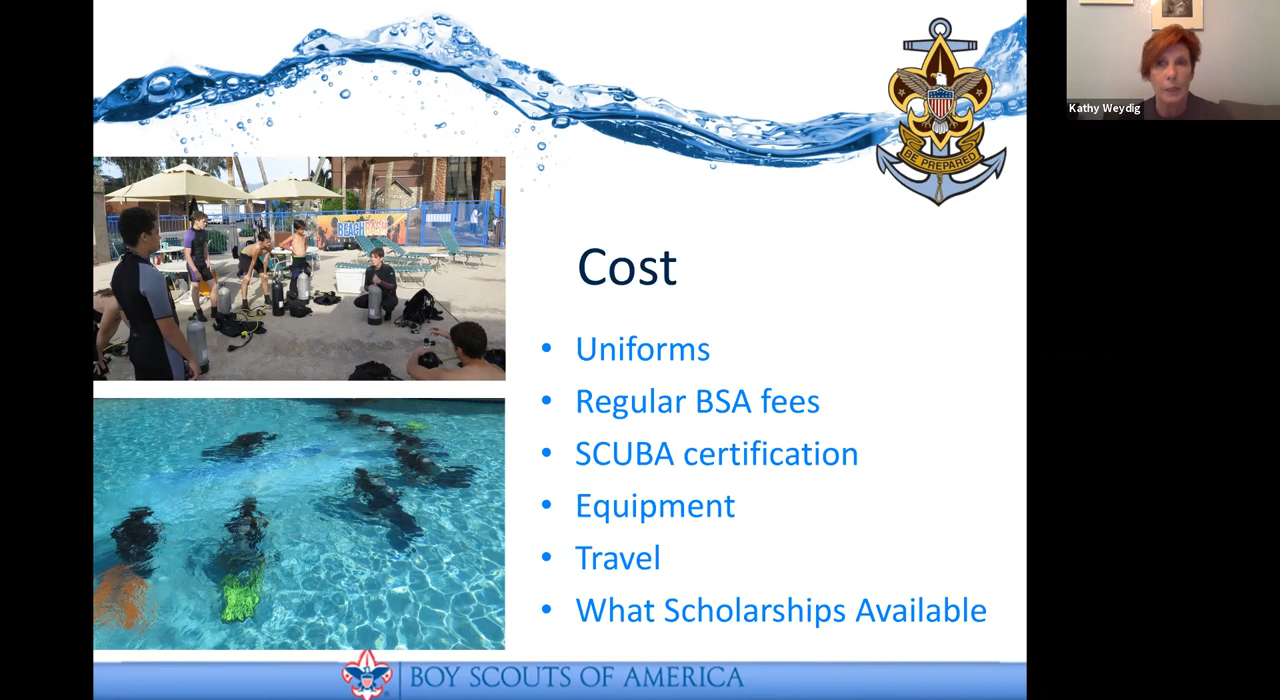 Kathy Weydig
BE PREPARED
BEACH
Cost
• Uniforms
• Regular BSA fees
• SCUBA certification
• Equipment
• Travel
• What Scholarships Available
BOY SCOUTS OF AMERICA